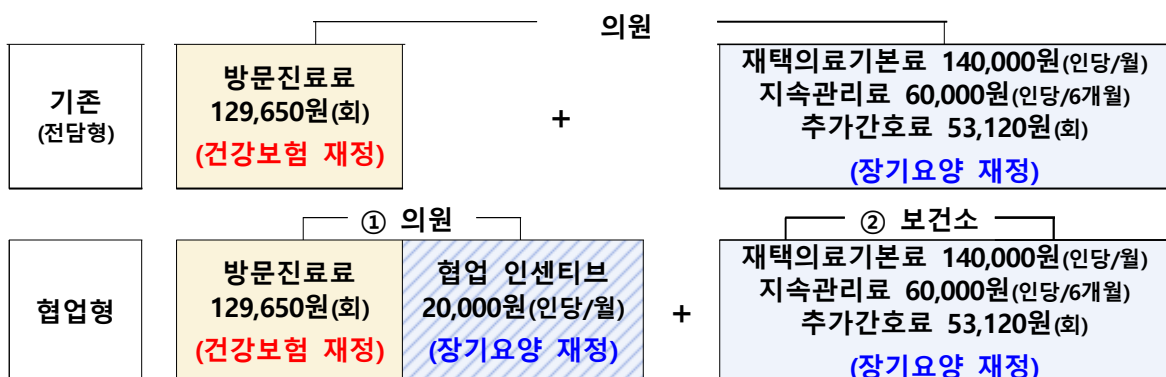 의원
기존
(전담형)
방문진료료
129,650원(회)
(건강보험 재정)
+
재택의료기본료 140,000원(인당/월)
지속관리료 60,000원(인당/6개월)
추가간호료 53,120원(회)
(장기요양 재정)
① 의원
② 보건소
협업형
방문진료료
129,650원(회)
(건강보험 재정)
협업 인센티브
20,000원(인당/월)
(장기요양 재정)
+
재택의료기본료 140,000원(인당/월)
지속관리료 60,000원(인당/6개월)
추가간호료 53,120원(회)
(장기요양 재정)